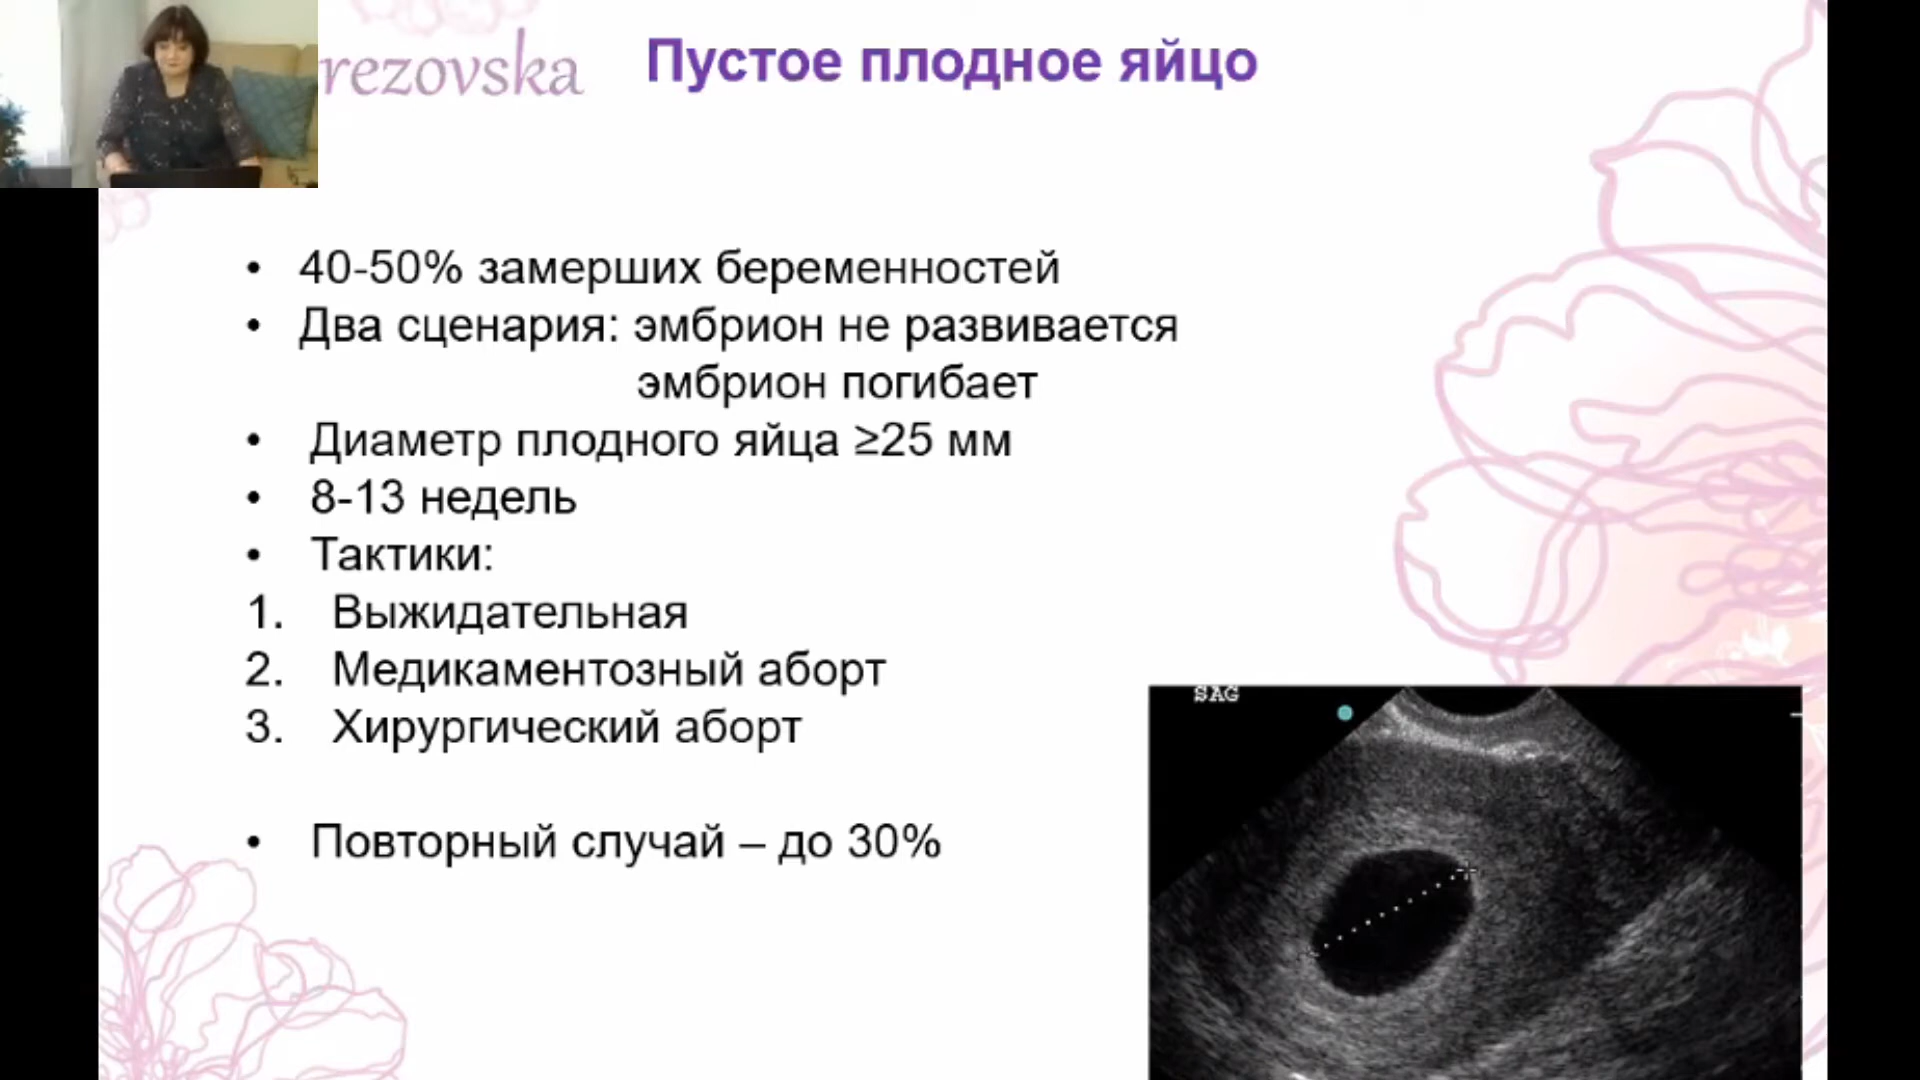 rezovska
Пустое плодное яйцо
• 40-50% замерших беременностей
• Два сценария: эмбрион не развивается
эмбрион погибает
• Диаметр плодного яйца ≥25 мм
• 8-13 недель
• Тактики:
1. Выжидательная
2. Медикаментозный аборт
3. Хирургический аборт
• Повторный случай – до 30%
SAG